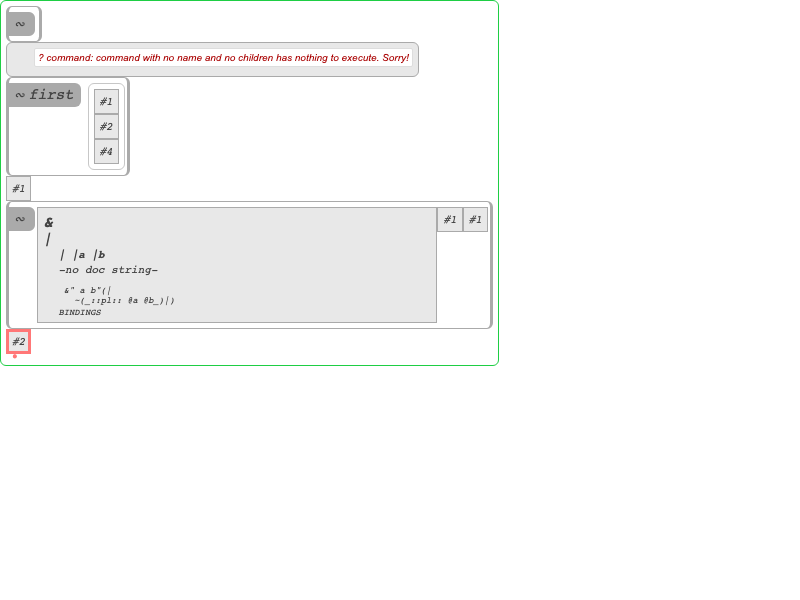 ~
? command: command with no name and no children has nothing to execute. Sorry!
~ first
#1
#2
#4
#1
~ #1 #1
&
|
| |a |b
-no doc string-
&" a b"(|
~(_::pl:: @a @b_)|)
BINDINGS
#2